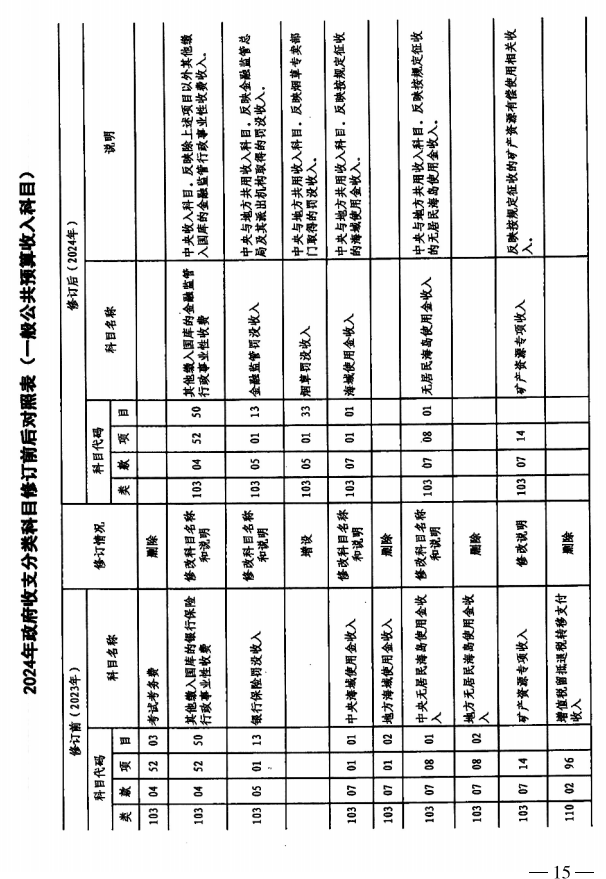 2024年政府收支分类科目修订前后对照表（一般公共预算收入科目）
修订前（2023年） 修订情况 修订后（2024年）
科目代码 科目名称 科目代码 科目名称 说明
类 款 项 目 类 款 项 目
103 04 52 03 考试考务费 删除
103 04 52 50 其他缴入国库的银行保险 修改科目名称 103 04 52 50 其他缴入国库的金融监管 中央收入科目。反映除上述项目以外其他缴
行政事业性收费 和说明 行政事业性收费 入国库的金融监管行政事业性收费收入。
103 05 01 13 银行保险罚没收入 修改科目名称 103 05 01 13 金融监管罚没收入 中央与地方共用收入科目。反映金融监管总
和说明 局及其派出机构取得的罚没收入。
增设 103 05 01 33 烟草罚没收入 中央与地方共用收入科目。反映烟草专卖部
门取得的罚没收入。
103 07 01 01 中央海域使用金收入 修改科目名称 103 07 01 01 海域使用金收入 中央与地方共用收入科目。反映按规定征收
和说明 的海域使用金收入。
103 07 01 02 地方海域使用金收入 删除
103 07 08 01 中央无居民海岛使用金收 修改科目名称 103 07 08 01 无居民海岛使用金收入 中央与地方共用收入科目。反映按规定征收
入 和说明 的无居民海岛使用金收入。
103 07 08 02 地方无居民海岛使用金收 删除
入
103 07 14 矿产资源专项收入 修改说明 103 07 14 矿产资源专项收入 反映按规定征收的矿产资源有偿使用相关收
入。
110 02 96 增值税留抵退税转移支付 删除
收入
— 15 —